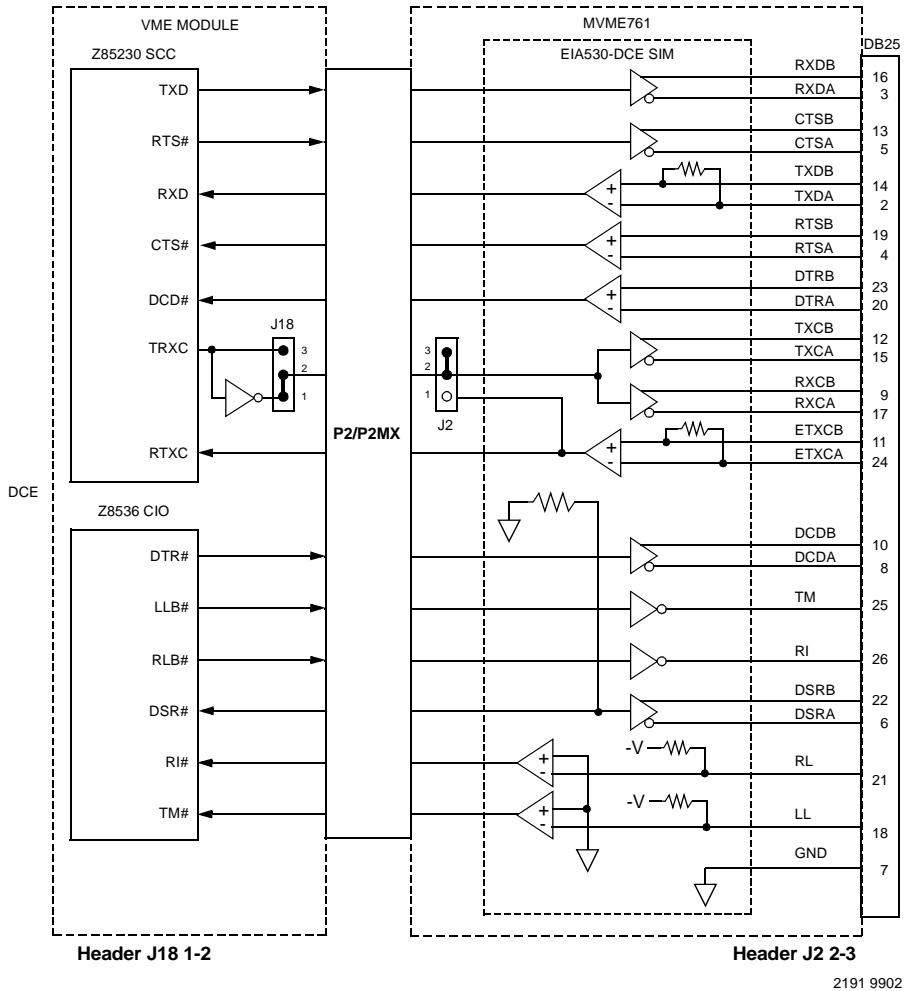 VME MODULE
MVME761
Z85230 SCC
EIA530-DCE SIM
DB25
TXD
RXDB
16
RXDA
3
RTS#
CTSB
13
CTSA
5
RXD
+
-
TXDB
14
TXDA
2
CTS#
+
-
RTSB
19
RTSA
4
DCD#
+
-
DTRB
23
DTRA
20
TRXC
J18
3
2
1
3
2
1
J2
TXCB
12
TXCA
15
RXCB
9
RXCA
17
P2/P2MX
RTXC
+
-
ETXCB
11
ETXCA
24
DCE
Z8536 CIO
DTR#
DCDB
10
DCDA
8
LLB#
TM
25
RLB#
RI
26
DSR#
DSRB
22
DSRA
6
RI#
+
-
-V
RL
21
TM#
+
-
-V
LL
18
GND
7
Header J18 1-2
Header J2 2-3
2191 9902